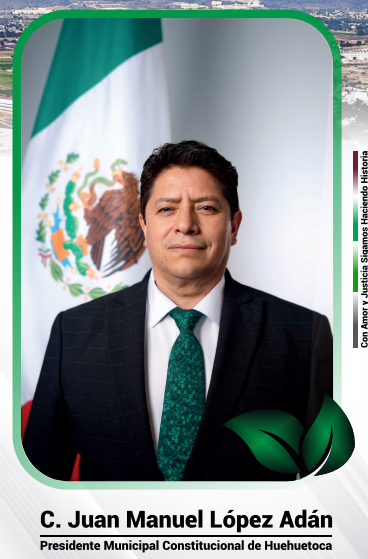 Con Amor y Justicia Sigamos Haciendo Historia
C. Juan Manuel López Adán
Presidente Municipal Constitucional de Huehuetoca